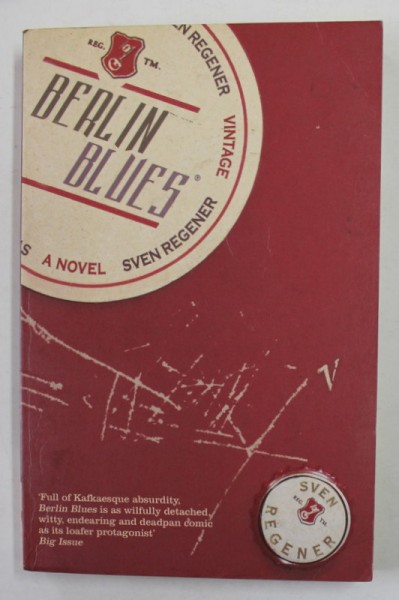 REG. TM.
BERLIN
BLUES®
A NOVEL SVEN REGENER VINTAGE
REGENER
N
'Full of Kafkaesque absurdity,
Berlin Blues is as wilfully detached,
witty, endearing and deadpan comic
as its loafer protagonist'
Big Issue
SVEN
REG. TM.
REGENER